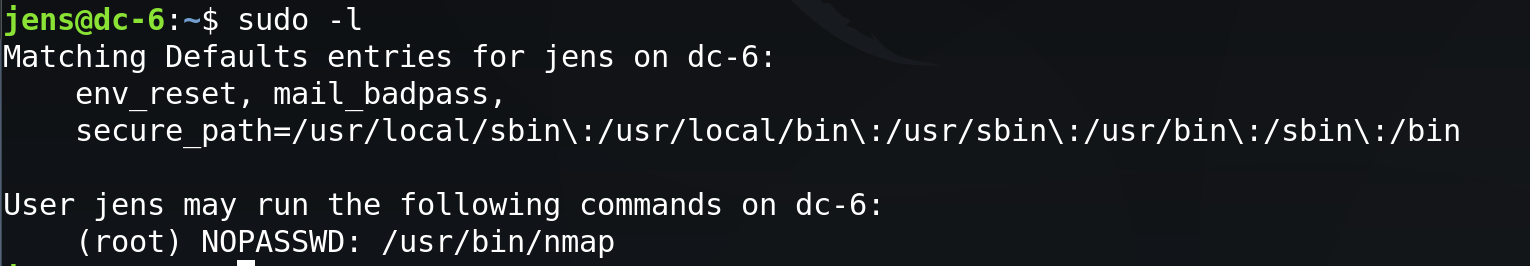 jens@dc-6:~$ sudo -l
Matching Defaults entries for jens on dc-6:
    env_reset, mail_badpass,
    secure_path=/usr/local/sbin\:/usr/local/bin\:/usr/sbin\:/usr/bin\:/sbin\:/bin

User jens may run the following commands on dc-6:
    (root) NOPASSWD: /usr/bin/nmap